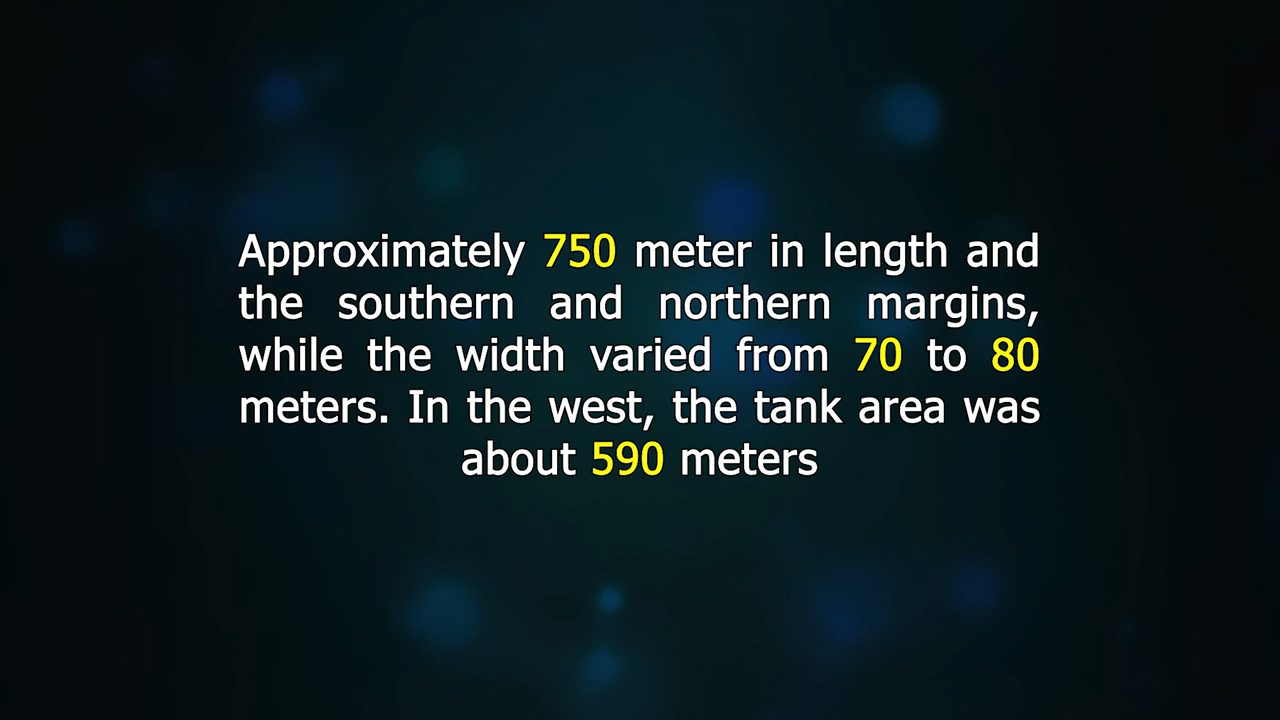 Approximately 750 meter in length and
the southern and northern margins,
while the width varied from 70 to 80
meters. In the west, the tank area was
about 590 meters